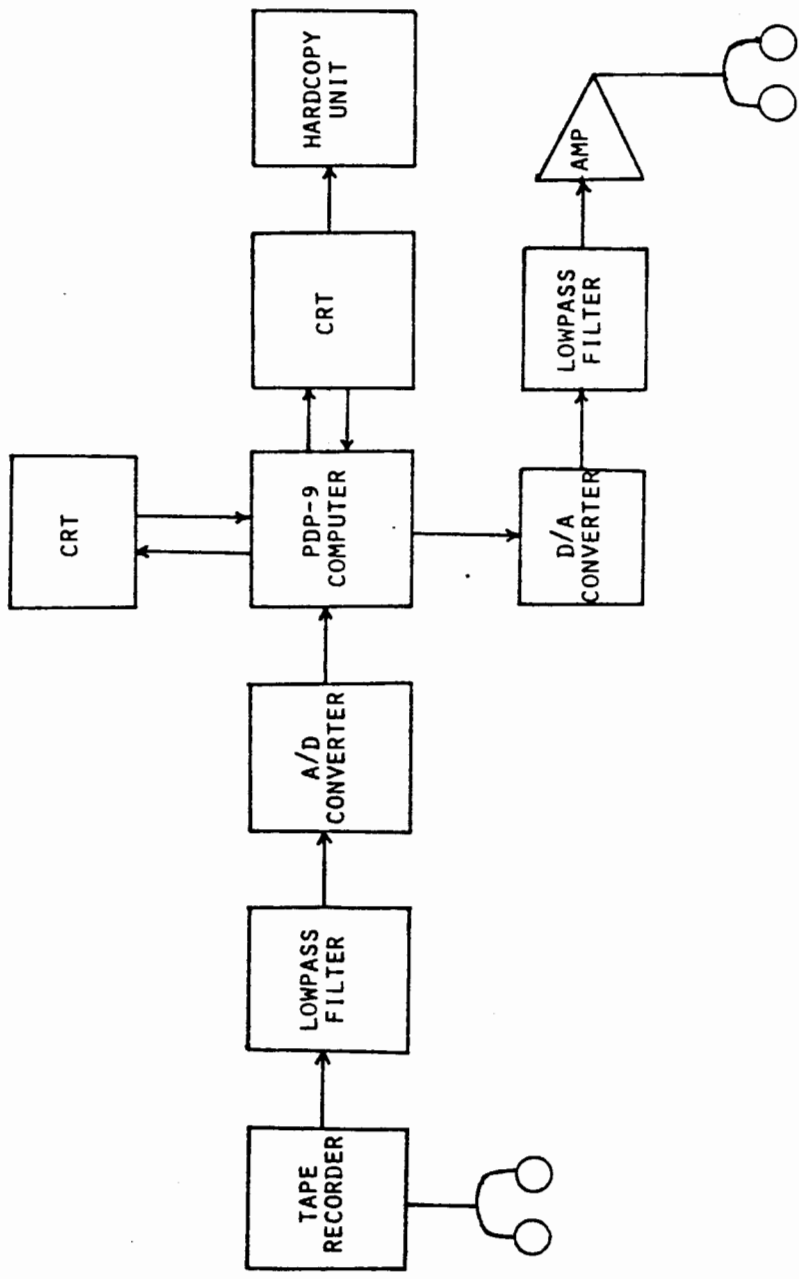 CRT
TAPE
RECORDER
LOWPASS
FILTER
A/D
CONVERTER
PDP-9
COMPUTER
CRT
HARDCOPY
UNIT
D/A
CONVERTER
LOWPASS
FILTER
AMP